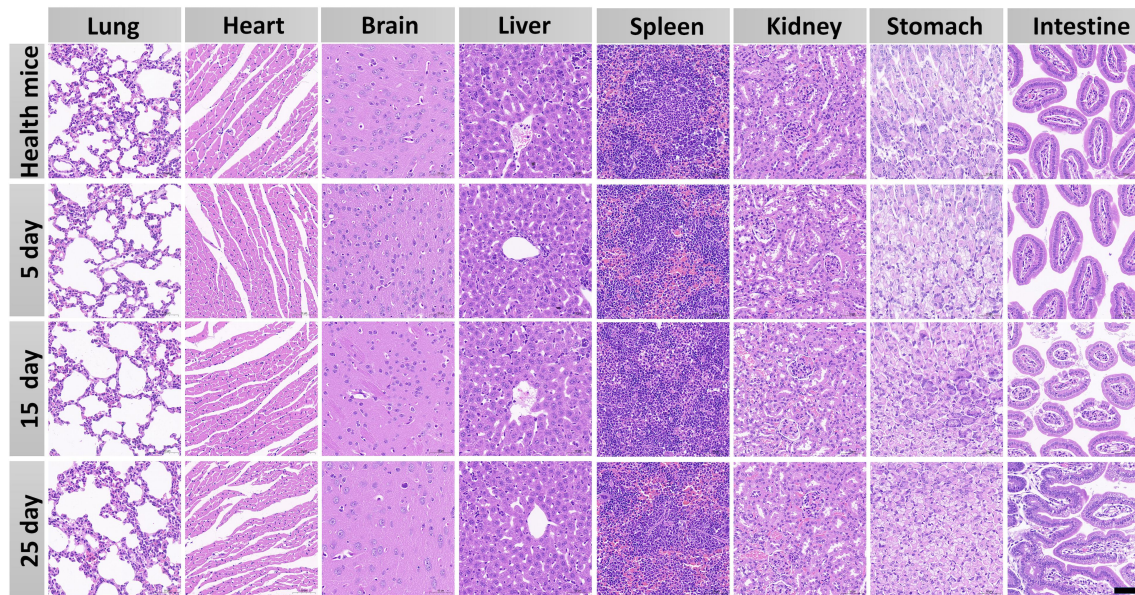 Lung Heart Brain Liver Spleen Kidney Stomach Intestine
Health mice
5 day
15 day
25 day